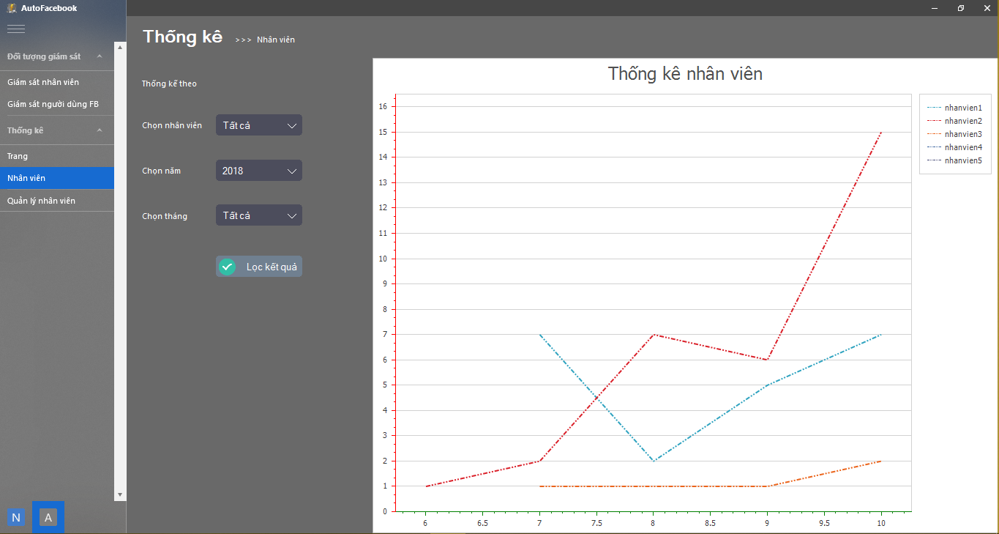 AutoFacebook
Đối tượng giám sát
Giám sát nhân viên
Giám sát người dùng FB
Thống kê
Trang
Nhân viên
Quản lý nhân viên
N
A
Thống kê >>> Nhân viên
Thống kế theo
Chọn nhân viên Tất cả
Chọn năm 2018
Chọn tháng Tất cả
Lọc kết quả
Thống kê nhân viên
16
15
14
13
12
11
10
9
8
7
6
5
4
3
2
1
0
6 6.5 7 7.5 8 8.5 9 9.5 10
nhanvien1
nhanvien2
nhanvien3
nhanvien4
nhanvien5